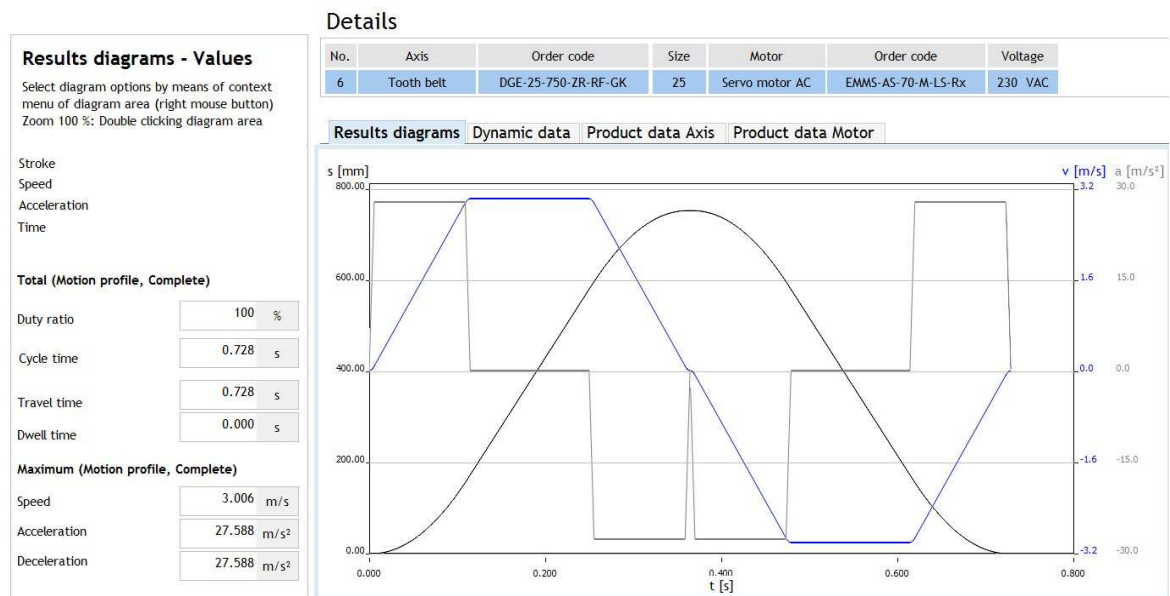 Details
No. Axis Order code Size Motor Order code Voltage
6 Tooth belt DGE-25-750-ZR-RF-GK 25 Servo motor AC EMMS-AS-70-M-LS-Rx 230 VAC
Results diagrams - Values
Select diagram options by means of context
menu of diagram area (right mouse button)
Zoom 100 %: Double clicking diagram area
Stroke
Speed
Acceleration
Time
Total (Motion profile, Complete)
Duty ratio 100 %
Cycle time 0.728 s
Travel time 0.728 s
Dwell time 0.000 s
Maximum (Motion profile, Complete)
Speed 3.006 m/s
Acceleration 27.588 m/s²
Deceleration 27.588 m/s²
Results diagrams Dynamic data Product data Axis Product data Motor
s [mm] v [m/s] a [m/s²]
800.00 3.2 30.0
600.00 1.6 15.0
400.00 0.0 0.0
200.00 -1.6 -15.0
0.00 -3.2 -30.0
0.000 0.200 0.400 0.600 0.800
t [s]